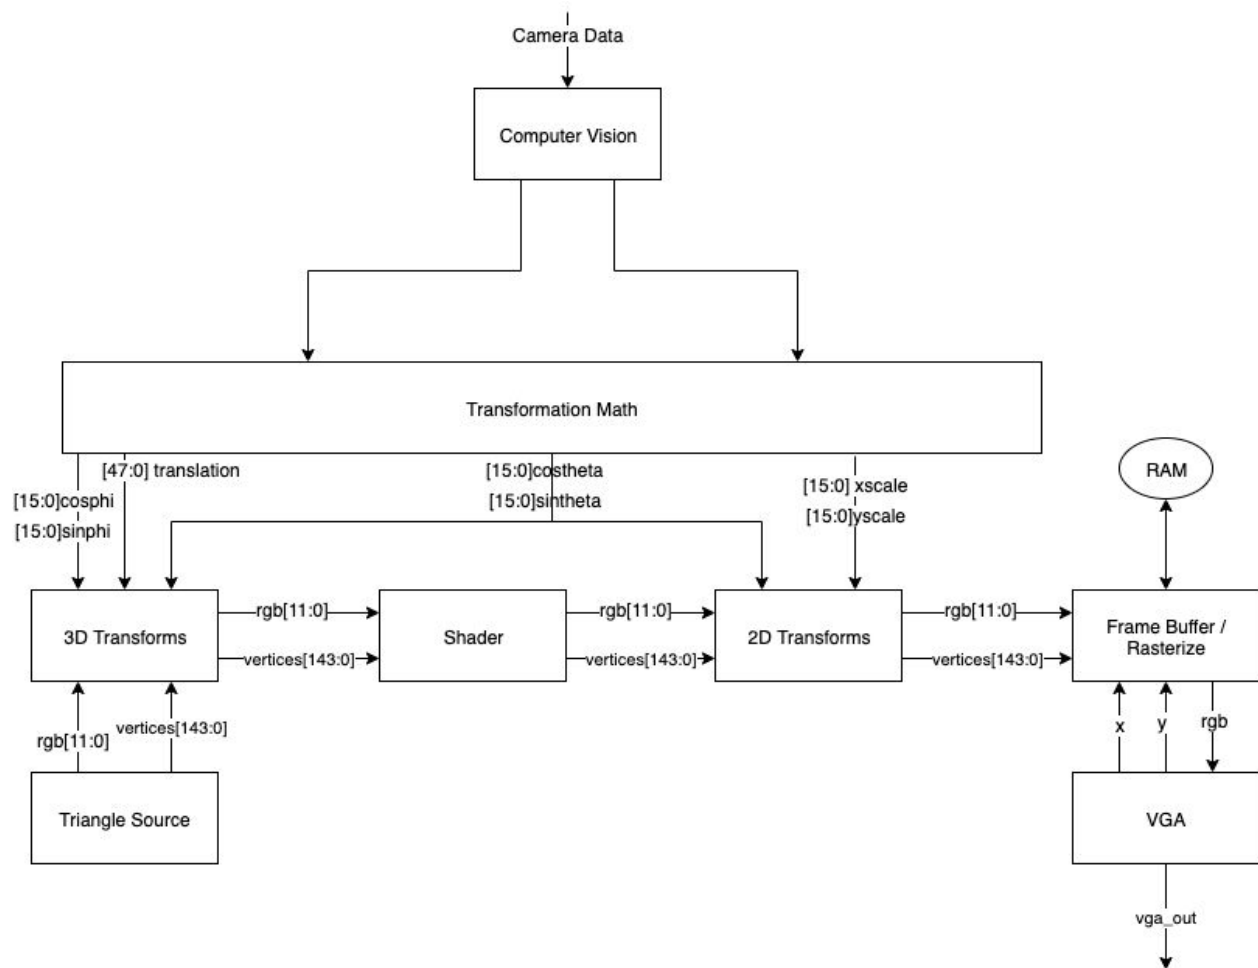 Camera Data
Computer Vision
Transformation Math
[47:0] translation
[15:0]costheta
[15:0] xscale
[15:0]cosphi
[15:0]sintheta
[15:0]yscale
[15:0]sinphi
RAM
rgb[11:0]
rgb[11:0]
rgb[11:0]
3D Transforms
Shader
2D Transforms
Frame Buffer /
Rasterize
vertices[143:0]
vertices[143:0]
vertices[143:0]
rgb[11:0]
vertices[143:0]
x
y
rgb
Triangle Source
VGA
vga_out